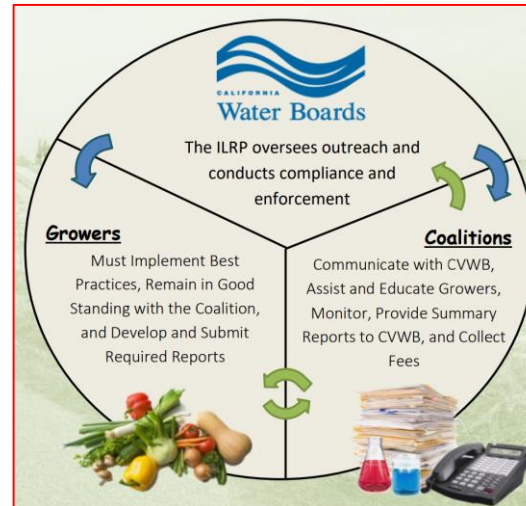 CALIFORNIA
Water Boards
The ILRP oversees outreach and
conducts compliance and
enforcement
Growers
Must Implement Best
Practices, Remain in Good
Standing with the Coalition,
and Develop and Submit
Required Reports
Coalitions
Communicate with CVWB,
Assist and Educate Growers,
Monitor, Provide Summary
Reports to CVWB, and Collect
Fees